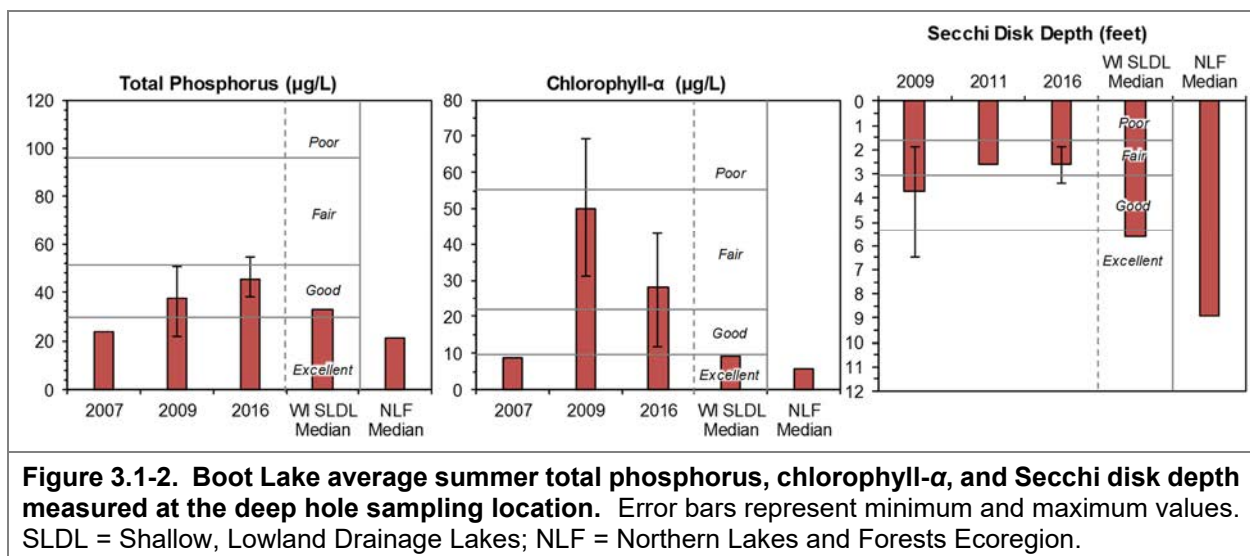 Total Phosphorus (µg/L)
120
100
80
60
40
20
0
Poor
Fair
Good
Excellent
2007 2009 2016 WI SLDL Median NLF Median
Chlorophyll-α (µg/L)
80
70
60
50
40
30
20
10
0
Poor
Fair
Good
Excellent
2007 2009 2016 WI SLDL Median NLF Median
Secchi Disk Depth (feet)
2009 2011 2016 WI SLDL Median NLF Median
0
1
2
3
4
5
6
7
8
9
10
11
12
Poor
Fair
Good
Excellent
Figure 3.1-2. Boot Lake average summer total phosphorus, chlorophyll-α, and Secchi disk depth
measured at the deep hole sampling location. Error bars represent minimum and maximum values.
SLDL = Shallow, Lowland Drainage Lakes; NLF = Northern Lakes and Forests Ecoregion.